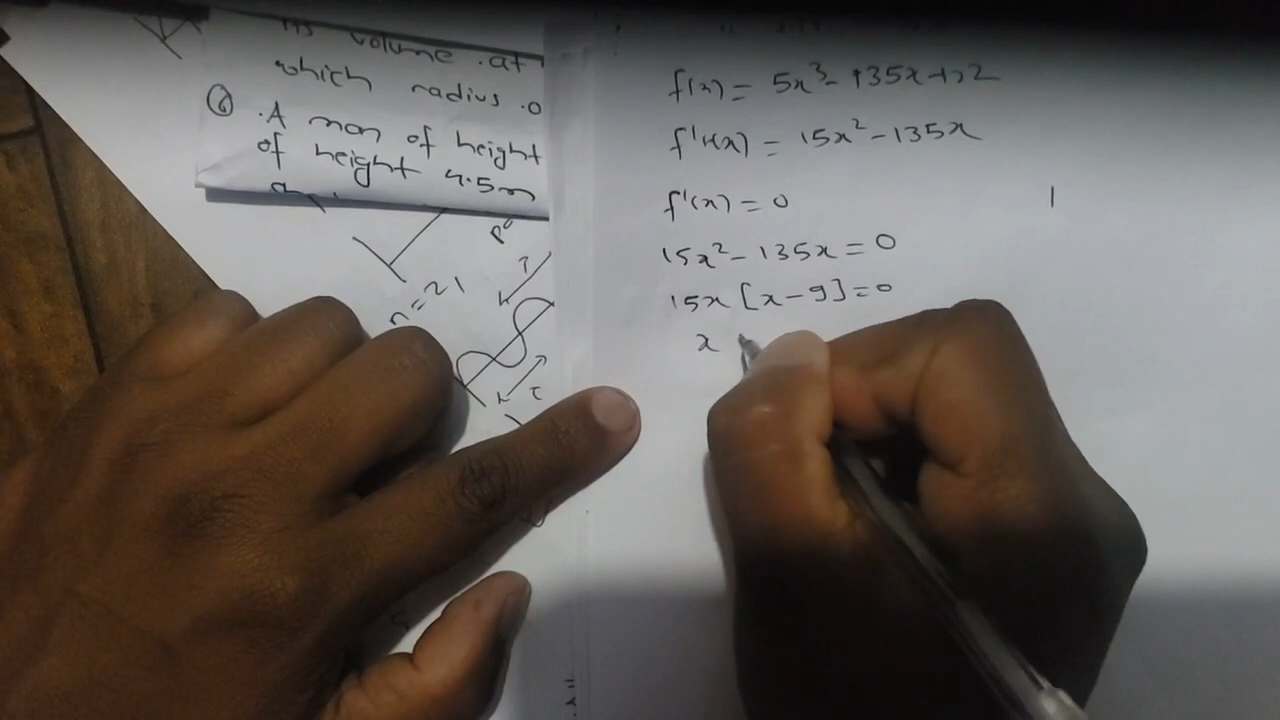 its volume .at
which radius .o
⑥ .A man of height
of height 4.5m
r=21
f(x) = 5x³- 135x+22
f'(x) = 15x² - 135x
f'(x) = 0
15x² - 135x = 0
15x [x-9]=0
x